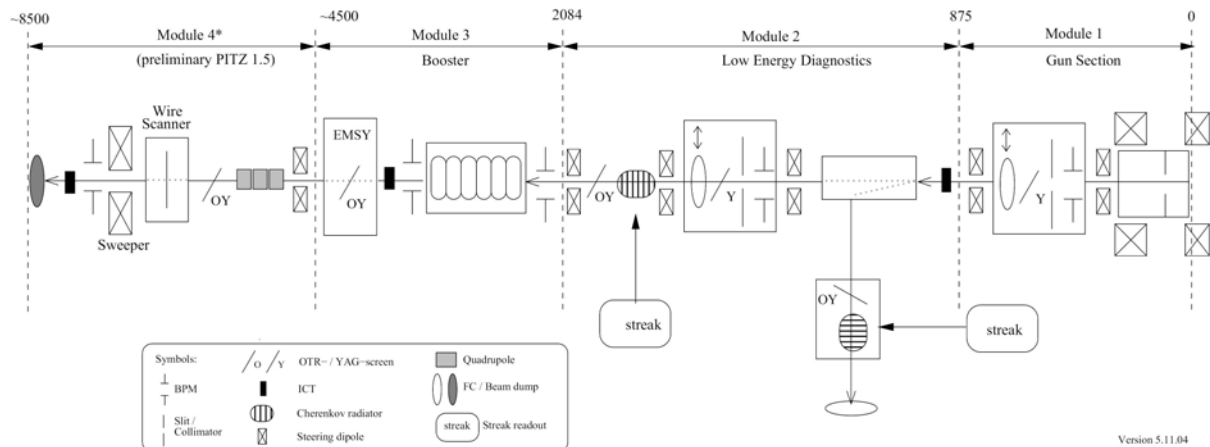 ~8500
~4500
2084
875
0
Module 4*
Module 3
Module 2
Module 1
(preliminary PITZ 1.5)
Booster
Low Energy Diagnostics
Gun Section
Wire
Scanner
EMSY
OY
OY
OY
Y
Y
Sweeper
OY
streak
streak
Symbols:
O Y OTR- / YAG-screen
Quadrupole
BPM
ICT
FC / Beam dump
Slit /
Collimator
Cherenkov radiator
streak Streak readout
Steering dipole
Version 5.11.04